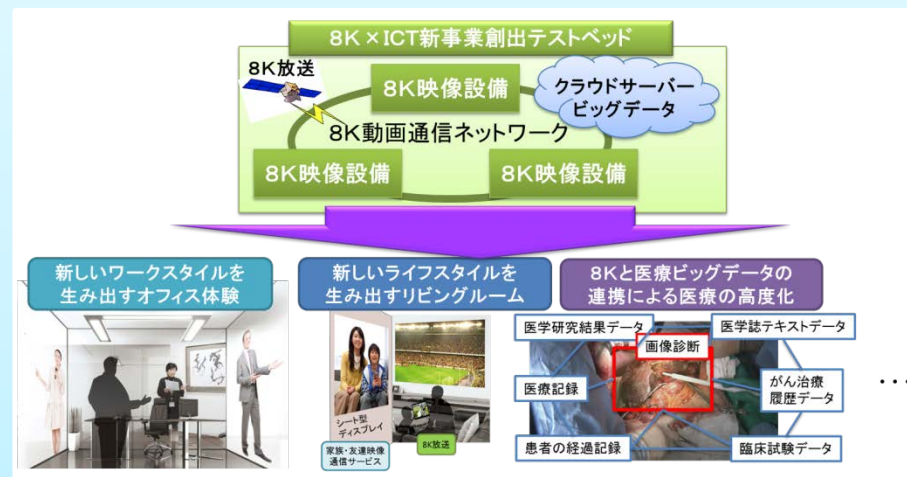 8K×ICT新事業創出テストベッド
8K放送
8K映像設備
クラウドサーバー
ビッグデータ
8K動画通信ネットワーク
8K映像設備
8K映像設備
新しいワークスタイルを
生み出すオフィス体験
新しいライフスタイルを
生み出すリビングルーム
8Kと医療ビッグデータの
連携による医療の高度化
シート型
ディスプレイ
家族・友達映像
通信サービス
8K放送
医学研究結果データ
医学誌テキストデータ
画像診断
医療記録
がん治療
履歴データ
患者の経過記録
臨床試験データ
…